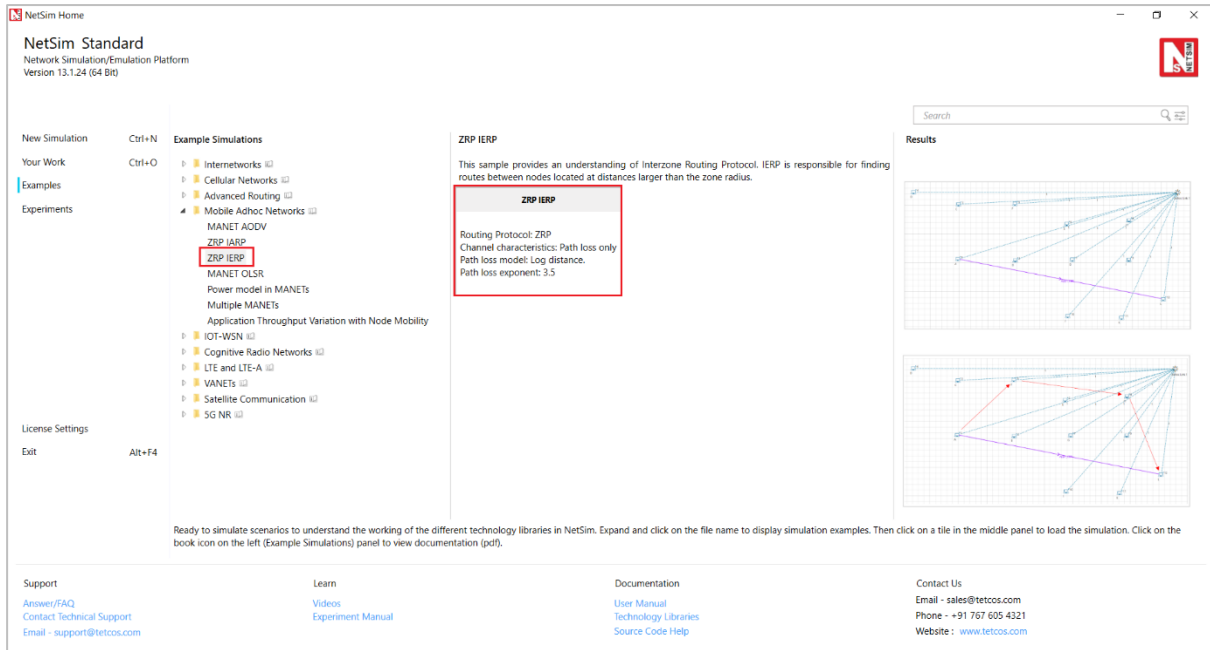 NetSim Home
NetSim Standard
Network Simulation/Emulation Platform
Version 13.1.24 (64 Bit)
NETSIM
Search
New Simulation Ctrl+N
Your Work Ctrl+O
Examples
Experiments
License Settings
Exit Alt+F4
Example Simulations
Internetworks
Cellular Networks
Advanced Routing
Mobile Adhoc Networks
MANET AODV
ZRP IARP
ZRP IERP
MANET OLSR
Power model in MANETs
Multiple MANETs
Application Throughput Variation with Node Mobility
IOT-WSN
Cognitive Radio Networks
LTE and LTE-A
VANETs
Satellite Communication
5G NR
ZRP IERP
This sample provides an understanding of Interzone Routing Protocol. IERP is responsible for finding
routes between nodes located at distances larger than the zone radius.
ZRP IERP
Routing Protocol: ZRP
Channel characteristics: Path loss only
Path loss model: Log distance.
Path loss exponent: 3.5
Results
Ready to simulate scenarios to understand the working of the different technology libraries in NetSim. Expand and click on the file name to display simulation examples. Then click on a tile in the middle panel to load the simulation. Click on the
book icon on the left (Example Simulations) panel to view documentation (pdf).
Support
Answer/FAQ
Contact Technical Support
Email - support@tetcos.com
Learn
Videos
Experiment Manual
Documentation
User Manual
Technology Libraries
Source Code Help
Contact Us
Email - sales@tetcos.com
Phone - +91 767 605 4321
Website : www.tetcos.com